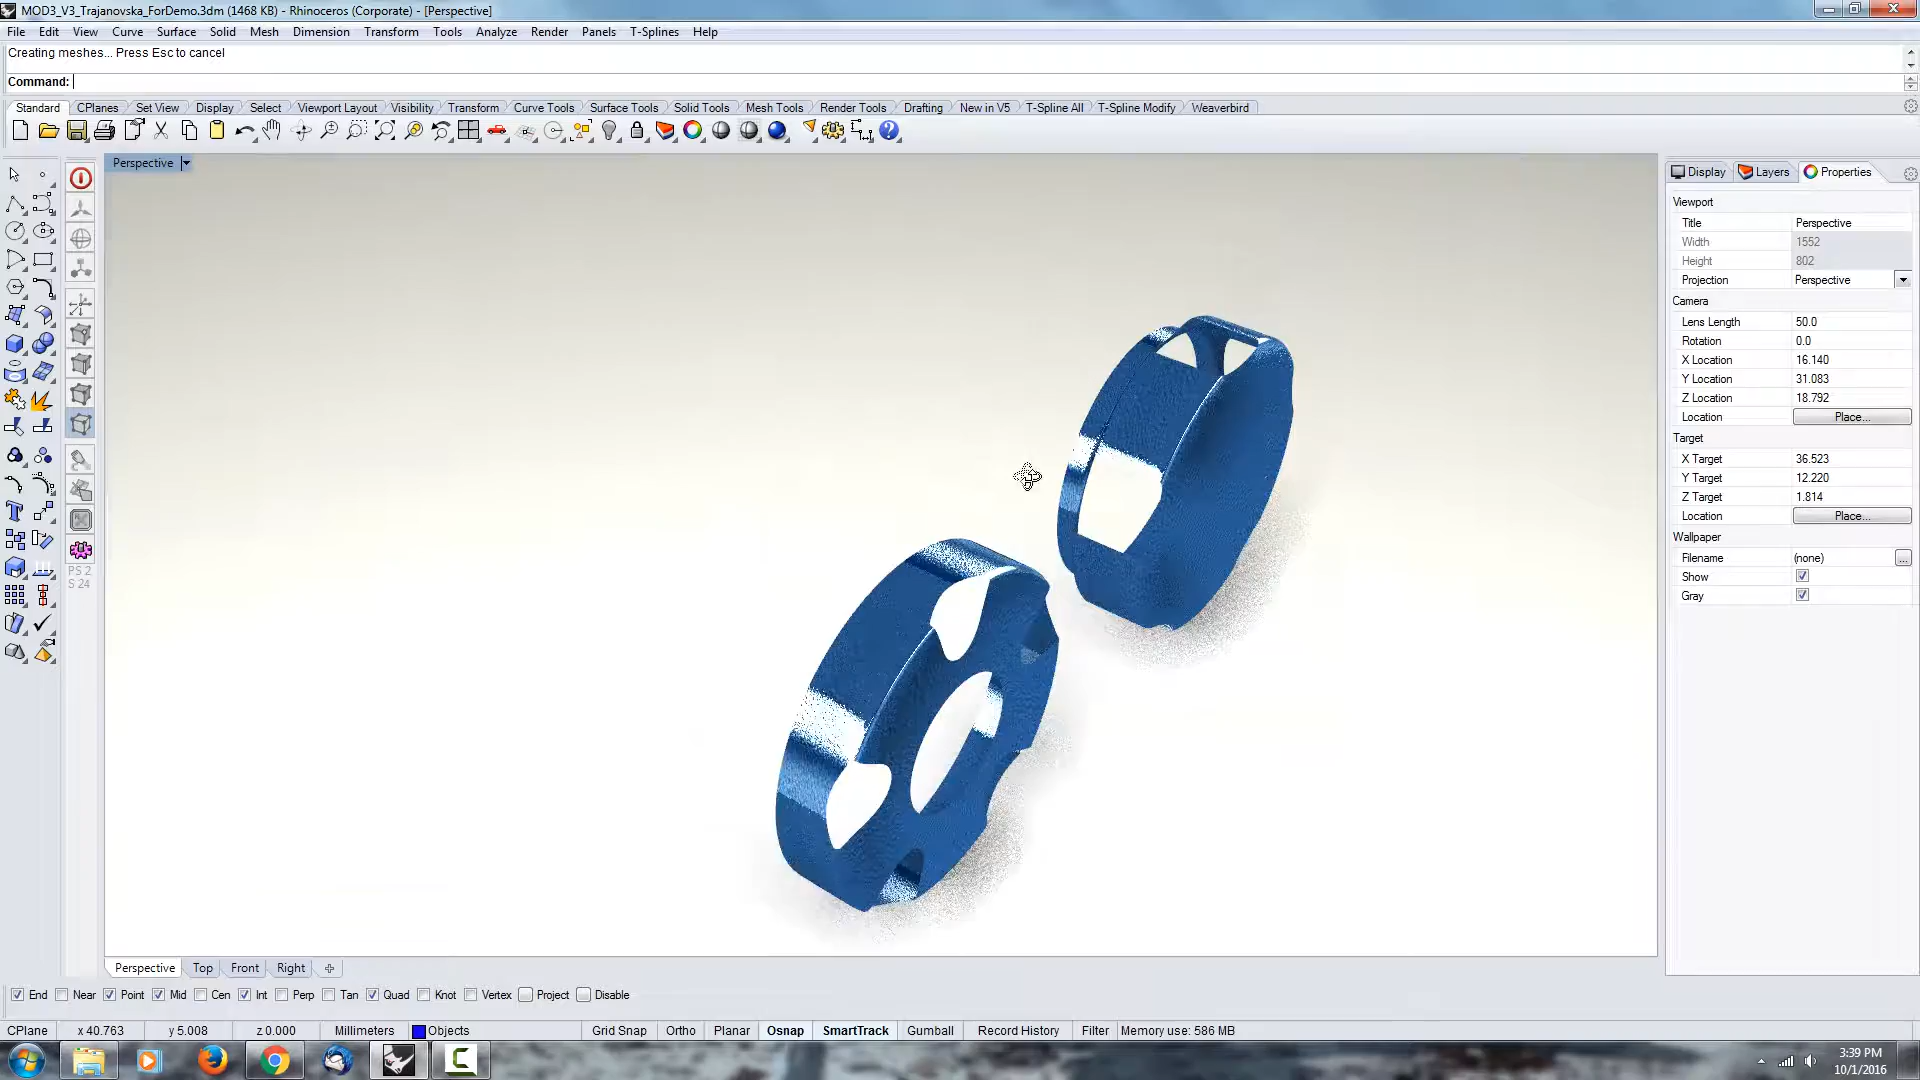 MOD3_V3_Trajanovska_ForDemo.3dm (1468 KB) - Rhinoceros (Corporate) - [Perspective]
File Edit View Curve Surface Solid Mesh Dimension Transform Tools Analyze Render Panels T-Splines Help
Creating meshes... Press Esc to cancel
Command:
Standard CPlanes Set View Display Select Viewport Layout Visibility Transform Curve Tools Surface Tools Solid Tools Mesh Tools Render Tools Drafting New in V5 T-Spline All T-Spline Modify Weaverbird
Perspective
Display Layers Properties
Viewport
Title Perspective
Width 1552
Height 802
Projection Perspective
Camera
Lens Length 50.0
Rotation 0.0
X Location 16.140
Y Location 31.083
Z Location 18.792
Location Place...
Target
X Target 36.523
Y Target 12.220
Z Target 1.814
Location Place...
Wallpaper
Filename (none) ...
Show
Gray
PS 2
S 24
Perspective Top Front Right
End Near Point Mid Cen Int Perp Tan Quad Knot Vertex Project Disable
CPlane x 40.763 y 5.008 z 0.000 Millimeters Objects Grid Snap Ortho Planar Osnap SmartTrack Gumball Record History Filter Memory use: 586 MB
3:39 PM
10/1/2016